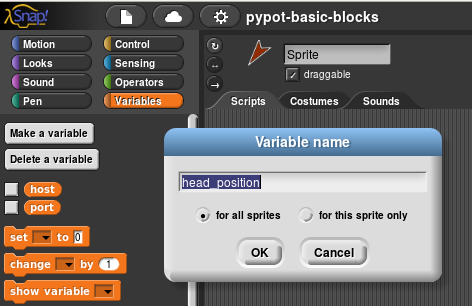 Snap! pypot-basic-blocks
Motion Control
Looks Sensing
Sound Operators
Pen Variables
Sprite
draggable
Scripts Costumes Sounds
Make a variable
Delete a variable
host
port
set to 0
change by 1
show variable
Variable name
head_position
for all sprites for this sprite only
OK Cancel